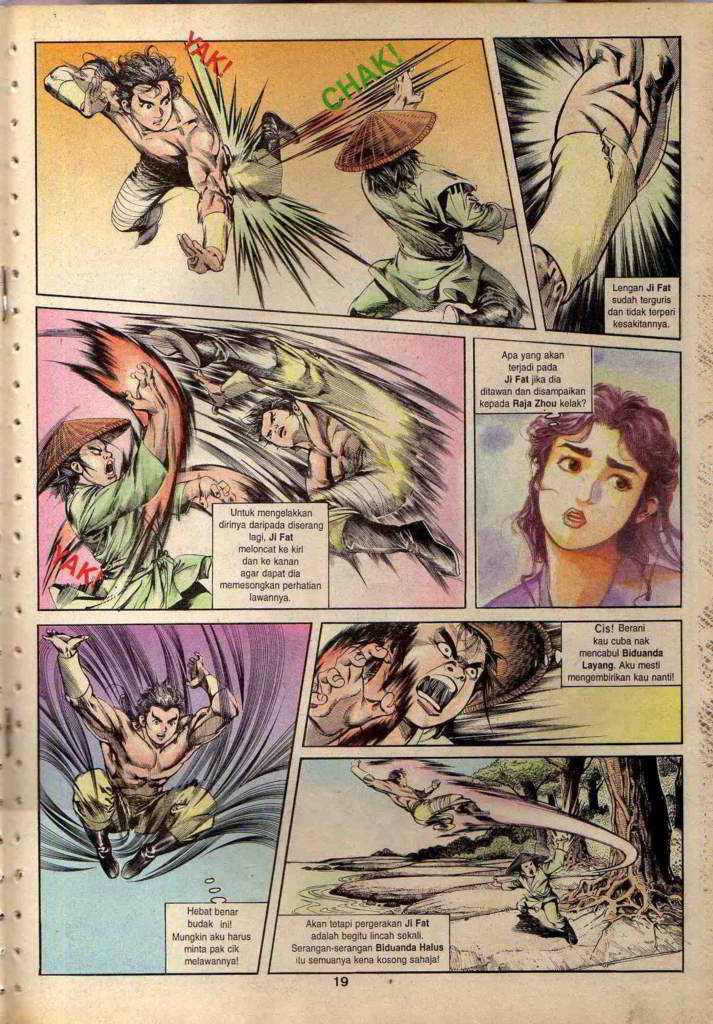 YAK!
CHAK!
Lengan Ji Fat
sudah terguris
dan tidak terperi
kesakitannya.
YAK!
Untuk mengelakkan
dirinya daripada diserang
lagi, Ji Fat
meloncat ke kiri
dan ke kanan
agar dapat dia
memesongkan perhatian
lawannya.
Apa yang akan
terjadi pada
Ji Fat jika dia
ditawan dan disampaikan
kepada Raja Zhou kelak?
Hebat benar
budak ini!
Mungkin aku harus
minta pak cik
melawannya!
Cis! Berani
kau cuba nak
mencabul Biduanda
Layang. Aku mesti
mengembirikan kau nanti!
Akan tetapi pergerakan Ji Fat
adalah begitu lincah sekali.
Serangan-serangan Biduanda Halus
itu semuanya kena kosong sahaja!
19